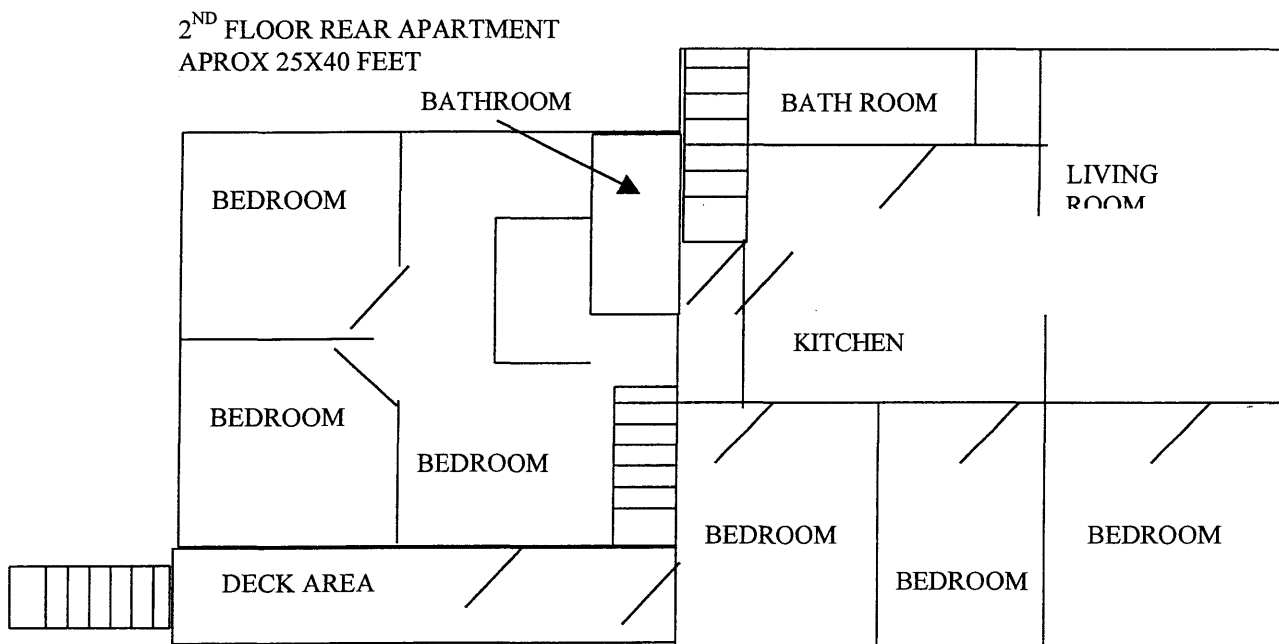 2ND FLOOR REAR APARTMENT
APROX 25X40 FEET
BATHROOM
BATH ROOM
BEDROOM
LIVING
ROOM
KITCHEN
BEDROOM
BEDROOM
BEDROOM
BEDROOM
BEDROOM
DECK AREA